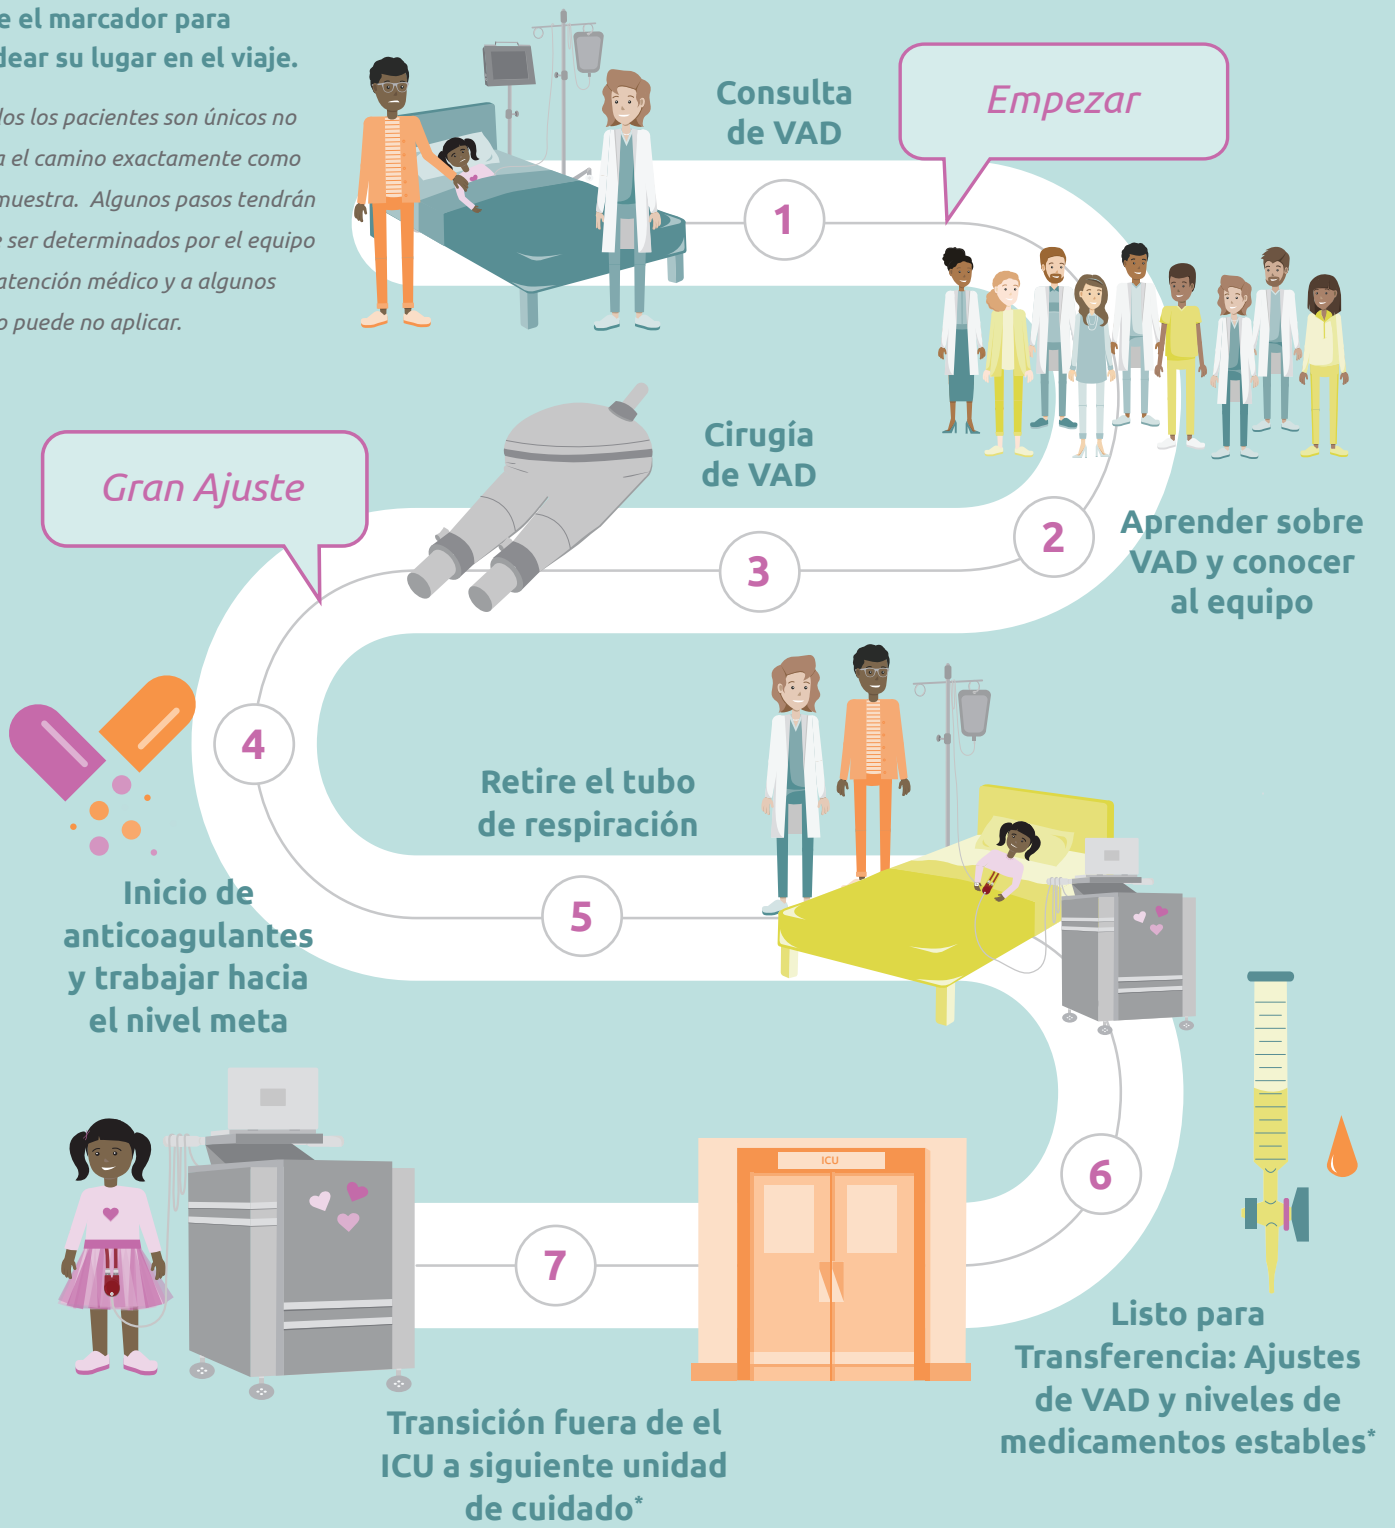 e el marcador para
dear su lugar en el viaje.
los los pacientes son únicos no
a el camino exactamente como
muestra. Algunos pasos tendrán
e ser determinados por el equipo
atención médico y a algunos
o puede no aplicar.
Consulta
de VAD
Empezar
1
Cirugía
de VAD
Gran Ajuste
2
Aprender sobre
VAD y conocer
al equipo
3
4
Retire el tubo
de respiración
Inicio de
anticoagulantes
y trabajar hacia
el nivel meta
5
6
ICU
7
Listo para
Transferencia: Ajustes
de VAD y niveles de
medicamentos estables*
Transición fuera de el
ICU a siguiente unidad
de cuidado*